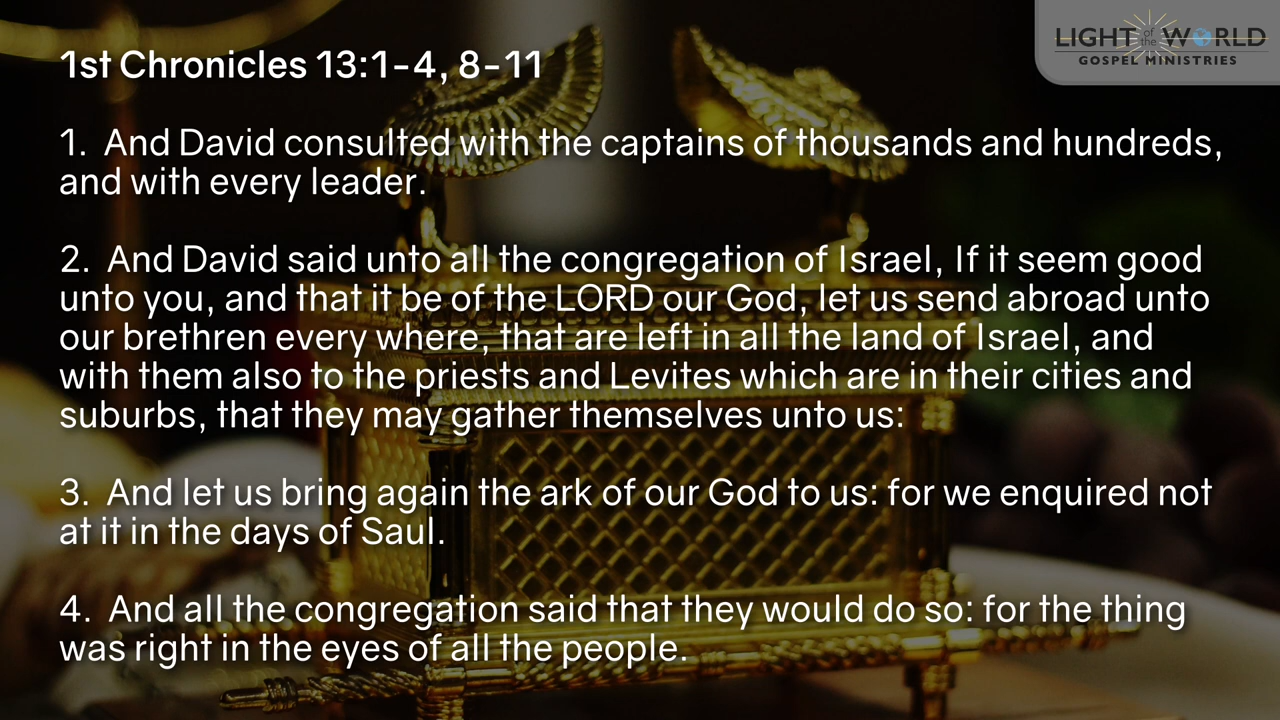 LIGHT of the WORLD
GOSPEL MINISTRIES
1st Chronicles 13:1-4, 8-11
1. And David consulted with the captains of thousands and hundreds,
and with every leader.
2. And David said unto all the congregation of Israel, If it seem good
unto you, and that it be of the LORD our God, let us send abroad unto
our brethren every where, that are left in all the land of Israel, and
with them also to the priests and Levites which are in their cities and
suburbs, that they may gather themselves unto us:
3. And let us bring again the ark of our God to us: for we enquired not
at it in the days of Saul.
4. And all the congregation said that they would do so: for the thing
was right in the eyes of all the people.